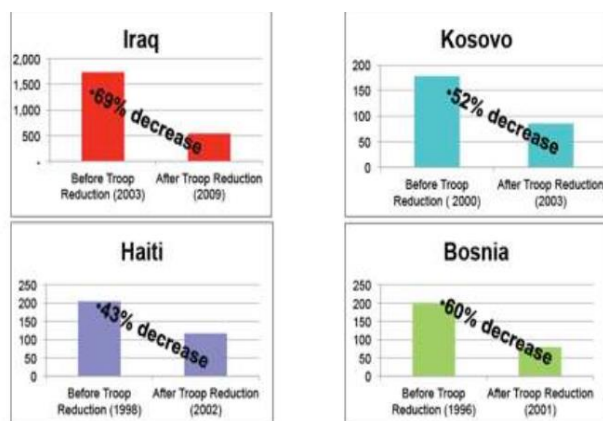 Iraq
2,000
1,500
1,000
500
-
•69% decrease
Before Troop Reduction (2003)
After Troop Reduction (2009)
Kosovo
200
150
100
50
0
•52% decrease
Before Troop Reduction ( 2000)
After Troop Reduction (2003)
Haiti
250
200
150
100
50
0
•43% decrease
Before Troop Reduction (1998)
After Troop Reduction (2002)
Bosnia
250
200
150
100
50
0
•60% decrease
Before Troop Reduction (1996)
After Troop Reduction (2001)